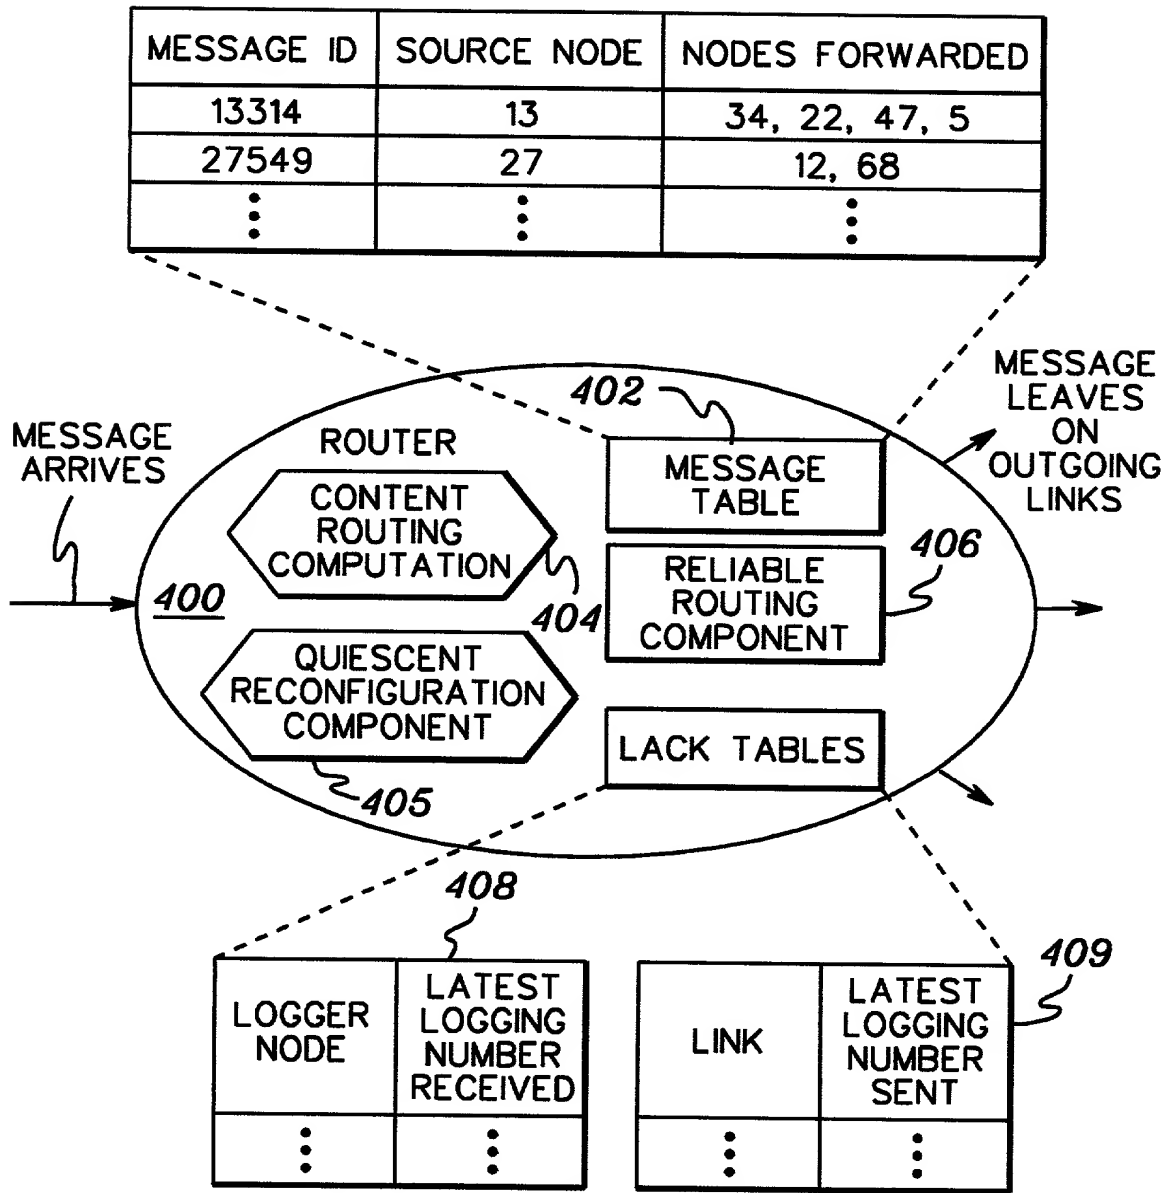 MESSAGE ID SOURCE NODE NODES FORWARDED
13314 13 34, 22, 47, 5
27549 27 12, 68
MESSAGE
ARRIVES
400
ROUTER
CONTENT
ROUTING
COMPUTATION
404
QUIESCENT
RECONFIGURATION
COMPONENT
405
402
MESSAGE
TABLE
RELIABLE
ROUTING
COMPONENT
406
LACK TABLES
MESSAGE
LEAVES
ON
OUTGOING
LINKS
408
LOGGER
NODE
LATEST
LOGGING
NUMBER
RECEIVED
LINK
LATEST
LOGGING
NUMBER
SENT
409